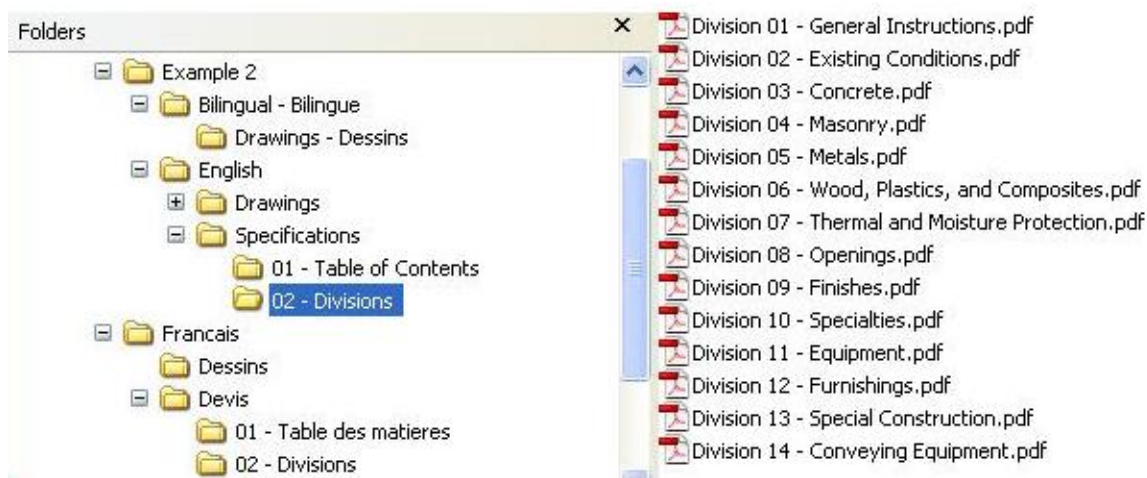 Folders
Example 2
Bilingual - Bilingue
Drawings - Dessins
English
Drawings
Specifications
01 - Table of Contents
02 - Divisions
Francais
Dessins
Devis
01 - Table des matieres
02 - Divisions
Division 01 - General Instructions.pdf
Division 02 - Existing Conditions.pdf
Division 03 - Concrete.pdf
Division 04 - Masonry.pdf
Division 05 - Metals.pdf
Division 06 - Wood, Plastics, and Composites.pdf
Division 07 - Thermal and Moisture Protection.pdf
Division 08 - Openings.pdf
Division 09 - Finishes.pdf
Division 10 - Specialties.pdf
Division 11 - Equipment.pdf
Division 12 - Furnishings.pdf
Division 13 - Special Construction.pdf
Division 14 - Conveying Equipment.pdf